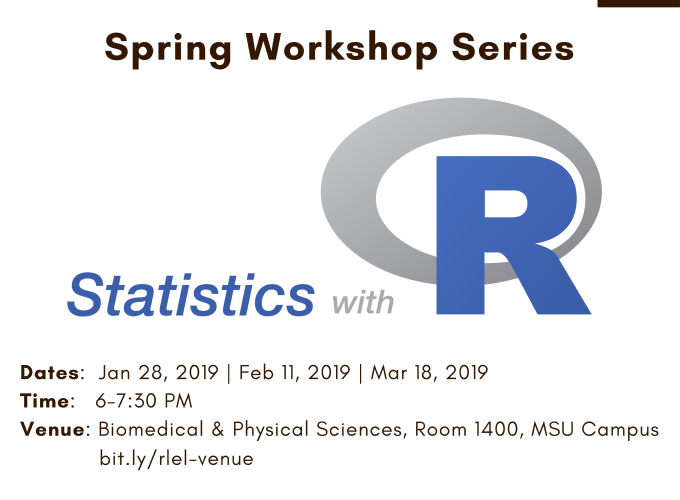 Spring Workshop Series
R
Statistics with
Dates: Jan 28, 2019 | Feb 11, 2019 | Mar 18, 2019
Time: 6-7:30 PM
Venue: Biomedical & Physical Sciences, Room 1400, MSU Campus
bit.ly/rlel-venue